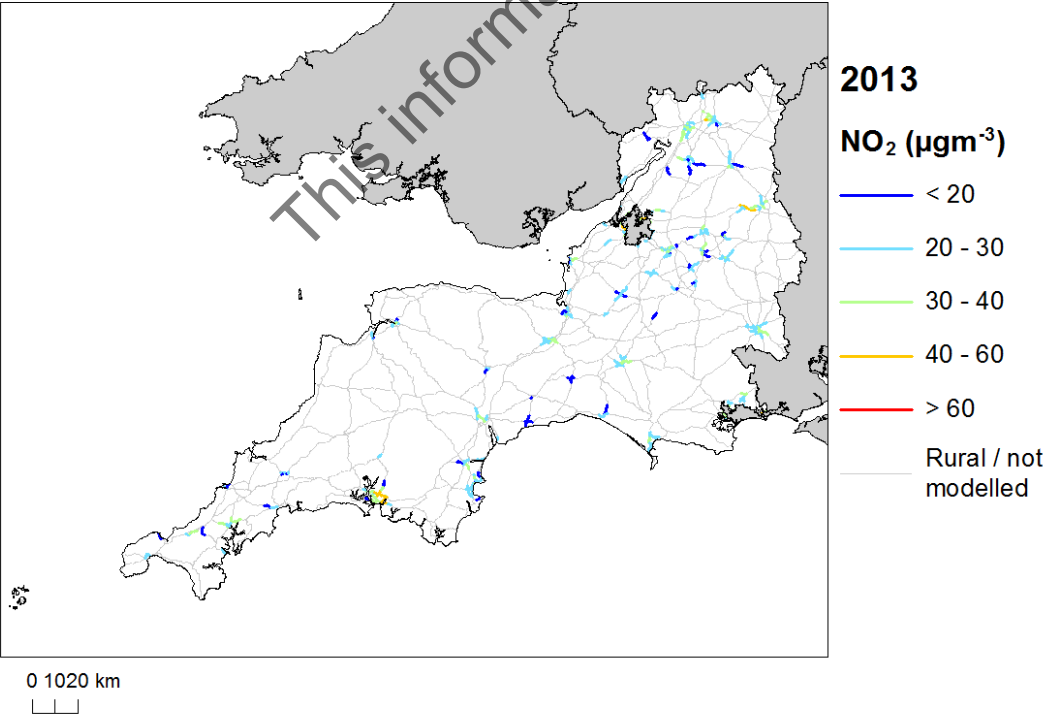 This inform
2013
NO₂ (µgm⁻³)
< 20
20 - 30
30 - 40
40 - 60
> 60
Rural / not
modelled
0 1020 km